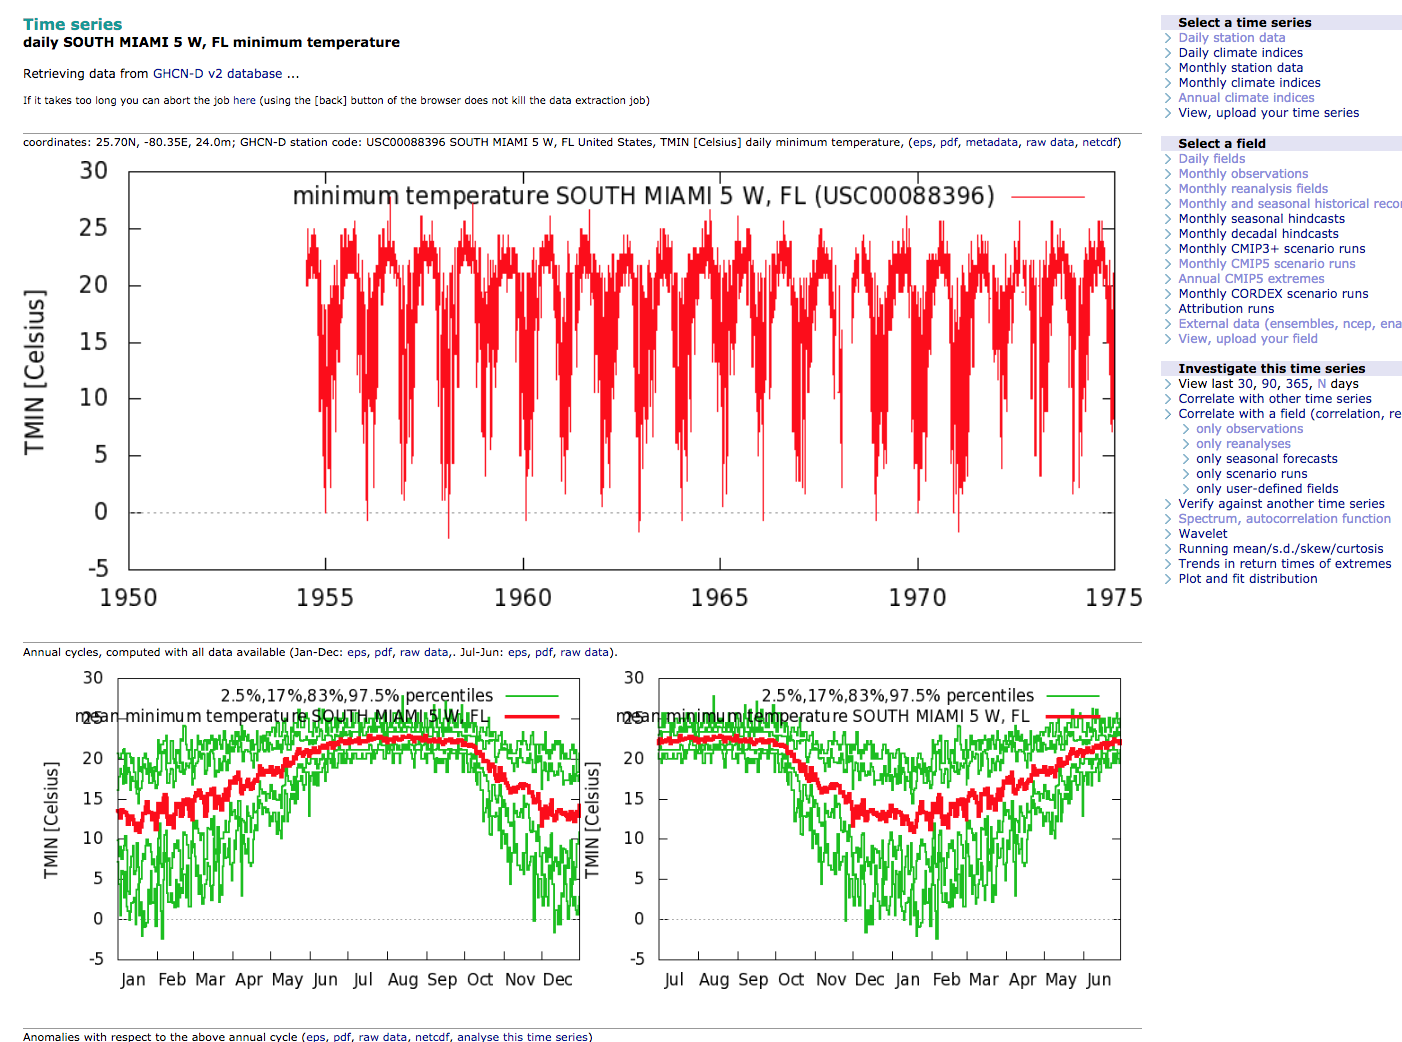 Time series
daily SOUTH MIAMI 5 W, FL minimum temperature
Retrieving data from GHCN-D v2 database ...
If it takes too long you can abort the job here (using the [back] button of the browser does not kill the data extraction job)
coordinates: 25.70N, -80.35E, 24.0m; GHCN-D station code: USC00088396 SOUTH MIAMI 5 W, FL United States, TMIN [Celsius] daily minimum temperature, (eps, pdf, metadata, raw data, netcdf)
minimum temperature SOUTH MIAMI 5 W, FL (USC00088396)
TMIN [Celsius]
30
25
20
15
10
5
0
-5
1950 1955 1960 1965 1970 1975
Annual cycles, computed with all data available (Jan-Dec: eps, pdf, raw data,. Jul-Jun: eps, pdf, raw data).
2.5%,17%,83%,97.5% percentiles
mean minimum temperature SOUTH MIAMI 5 W, FL
TMIN [Celsius]
30
25
20
15
10
5
0
-5
Jan Feb Mar Apr May Jun Jul Aug Sep Oct Nov Dec
2.5%,17%,83%,97.5% percentiles
mean minimum temperature SOUTH MIAMI 5 W, FL
TMIN [Celsius]
30
25
20
15
10
5
0
-5
Jul Aug Sep Oct Nov Dec Jan Feb Mar Apr May Jun
Anomalies with respect to the above annual cycle (eps, pdf, raw data, netcdf, analyse this time series)
Select a time series
Daily station data
Daily climate indices
Monthly station data
Monthly climate indices
Annual climate indices
View, upload your time series
Select a field
Daily fields
Monthly observations
Monthly reanalysis fields
Monthly and seasonal historical reco
Monthly seasonal hindcasts
Monthly decadal hindcasts
Monthly CMIP3+ scenario runs
Monthly CMIP5 scenario runs
Annual CMIP5 extremes
Monthly CORDEX scenario runs
Attribution runs
External data (ensembles, ncep, ena
View, upload your field
Investigate this time series
View last 30, 90, 365, N days
Correlate with other time series
Correlate with a field (correlation, re
only observations
only reanalyses
only seasonal forecasts
only scenario runs
only user-defined fields
Verify against another time series
Spectrum, autocorrelation function
Wavelet
Running mean/s.d./skew/curtosis
Trends in return times of extremes
Plot and fit distribution